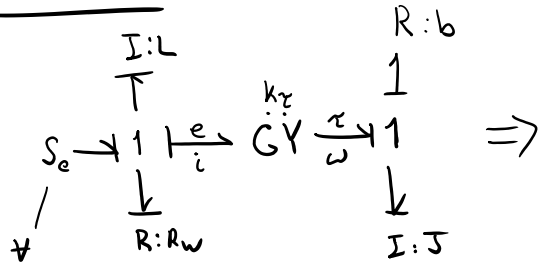 R:b
I:L
1
kτ
Se 1 e GY τ 1 ⇒
i ω
R:Rw
I:J
∀